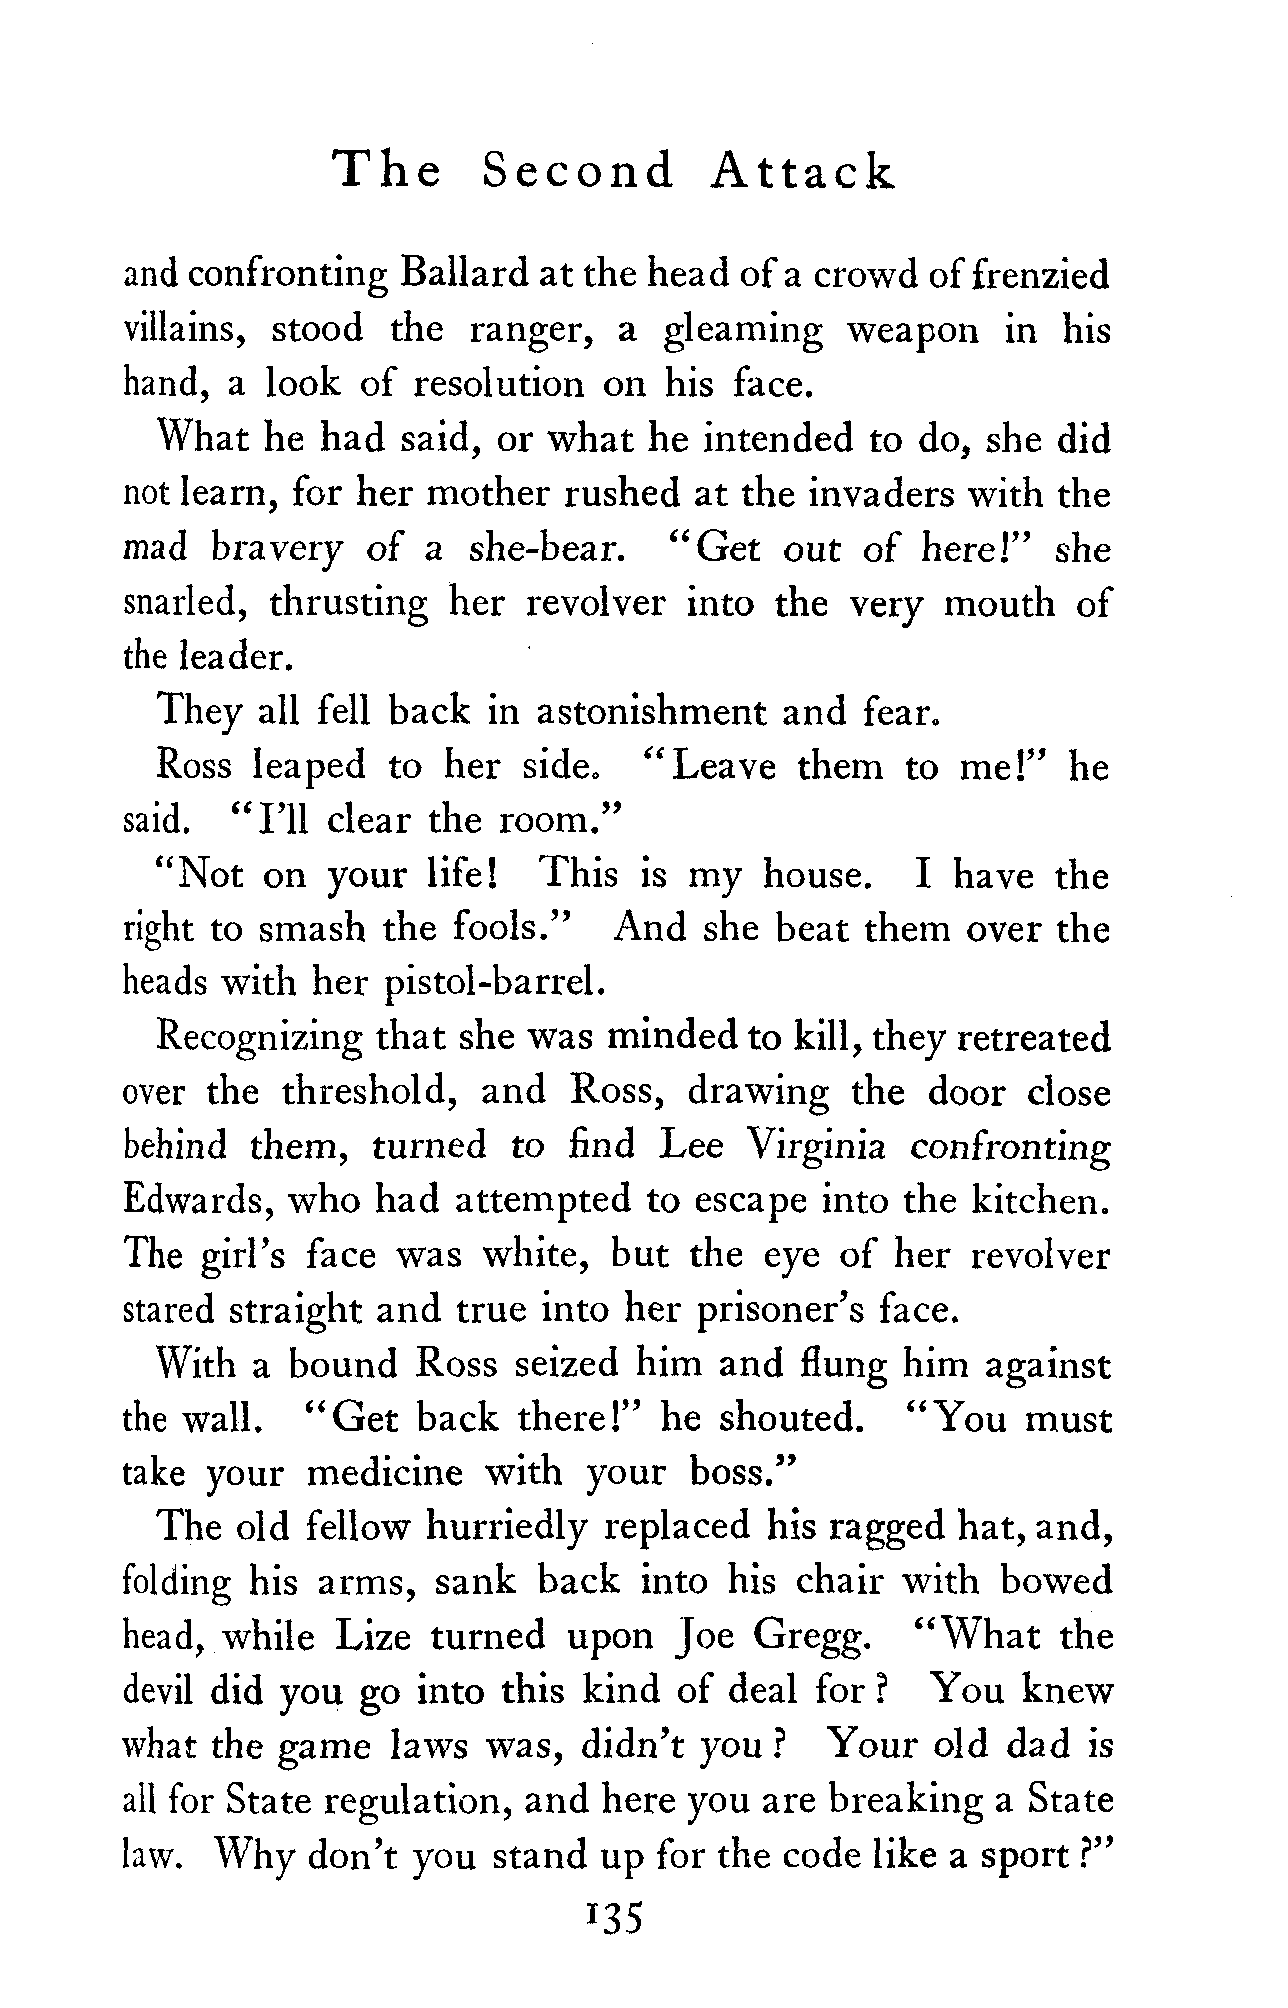 The Second Attack
and confronting Ballard at the head of a crowd of frenzied
villains, stood the ranger, a gleaming weapon in his
hand, a look of resolution on his face.
What he had said, or what he intended to do, she did
not learn, for her mother rushed at the invaders with the
mad bravery of a she-bear. "Get out of here!" she
snarled, thrusting her revolver into the very mouth of
the leader.
They all fell back in astonishment and fear.
Ross leaped to her side. "Leave them to me!" he
said. "I'll clear the room."
"Not on your life! This is my house. I have the
right to smash the fools." And she beat them over the
heads with her pistol-barrel.
Recognizing that she was minded to kill, they retreated
over the threshold, and Ross, drawing the door close
behind them, turned to find Lee Virginia confronting
Edwards, who had attempted to escape into the kitchen.
The girl's face was white, but the eye of her revolver
stared straight and true into her prisoner's face.
With a bound Ross seized him and flung him against
the wall. "Get back there!" he shouted. "You must
take your medicine with your boss."
The old fellow hurriedly replaced his ragged hat, and,
folding his arms, sank back into his chair with bowed
head, while Lize turned upon Joe Gregg. "What the
devil did you go into this kind of deal for? You knew
what the game laws was, didn't you? Your old dad is
all for State regulation, and here you are breaking a State
law. Why don't you stand up for the code like a sport?"
135